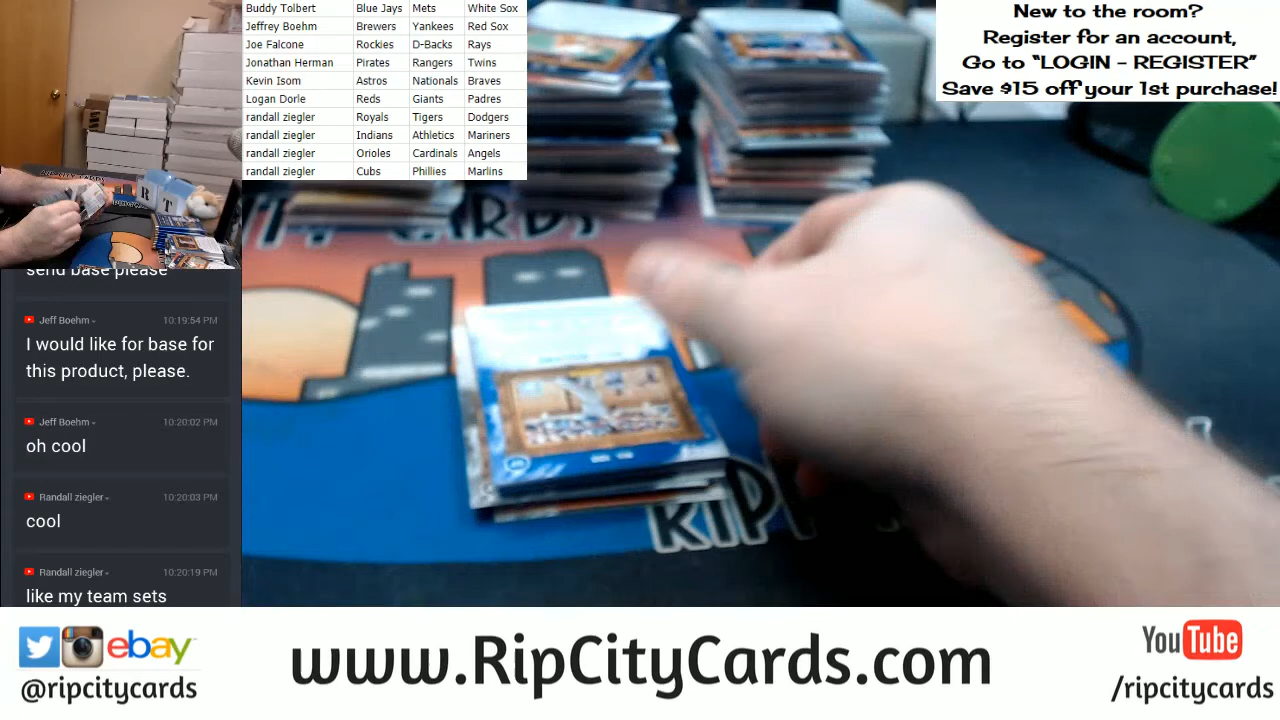 Buddy Tolbert Blue Jays Mets White Sox
Jeffrey Boehm Brewers Yankees Red Sox
Joe Falcone Rockies D-Backs Rays
Jonathan Herman Pirates Rangers Twins
Kevin Isom Astros Nationals Braves
Logan Dorle Reds Giants Padres
randall ziegler Royals Tigers Dodgers
randall ziegler Indians Athletics Mariners
randall ziegler Orioles Cardinals Angels
randall ziegler Cubs Phillies Marlins
New to the room?
Register for an account,
Go to “LOGIN - REGISTER”
Save $15 off your 1st purchase!
R T
CARDS
send base please
Jeff Boehm 10:19:54 PM
I would like for base for
this product, please.
Jeff Boehm 10:20:02 PM
oh cool
Randall ziegler 10:20:03 PM
cool
Randall ziegler 10:20:19 PM
like my team sets
ebay
@ripcitycards
www.RipCityCards.com
YouTube
/ripcitycards